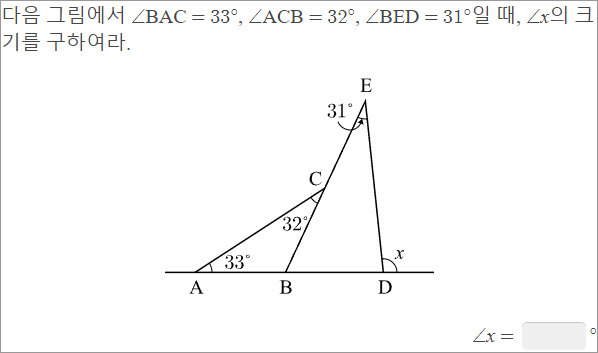 다음 그림에서 ∠BAC = 33°, ∠ACB = 32°, ∠BED = 31°일 때, ∠x의 크
기를 구하여라.
E
31°
C
32°
33°
x
A B D
∠x = °